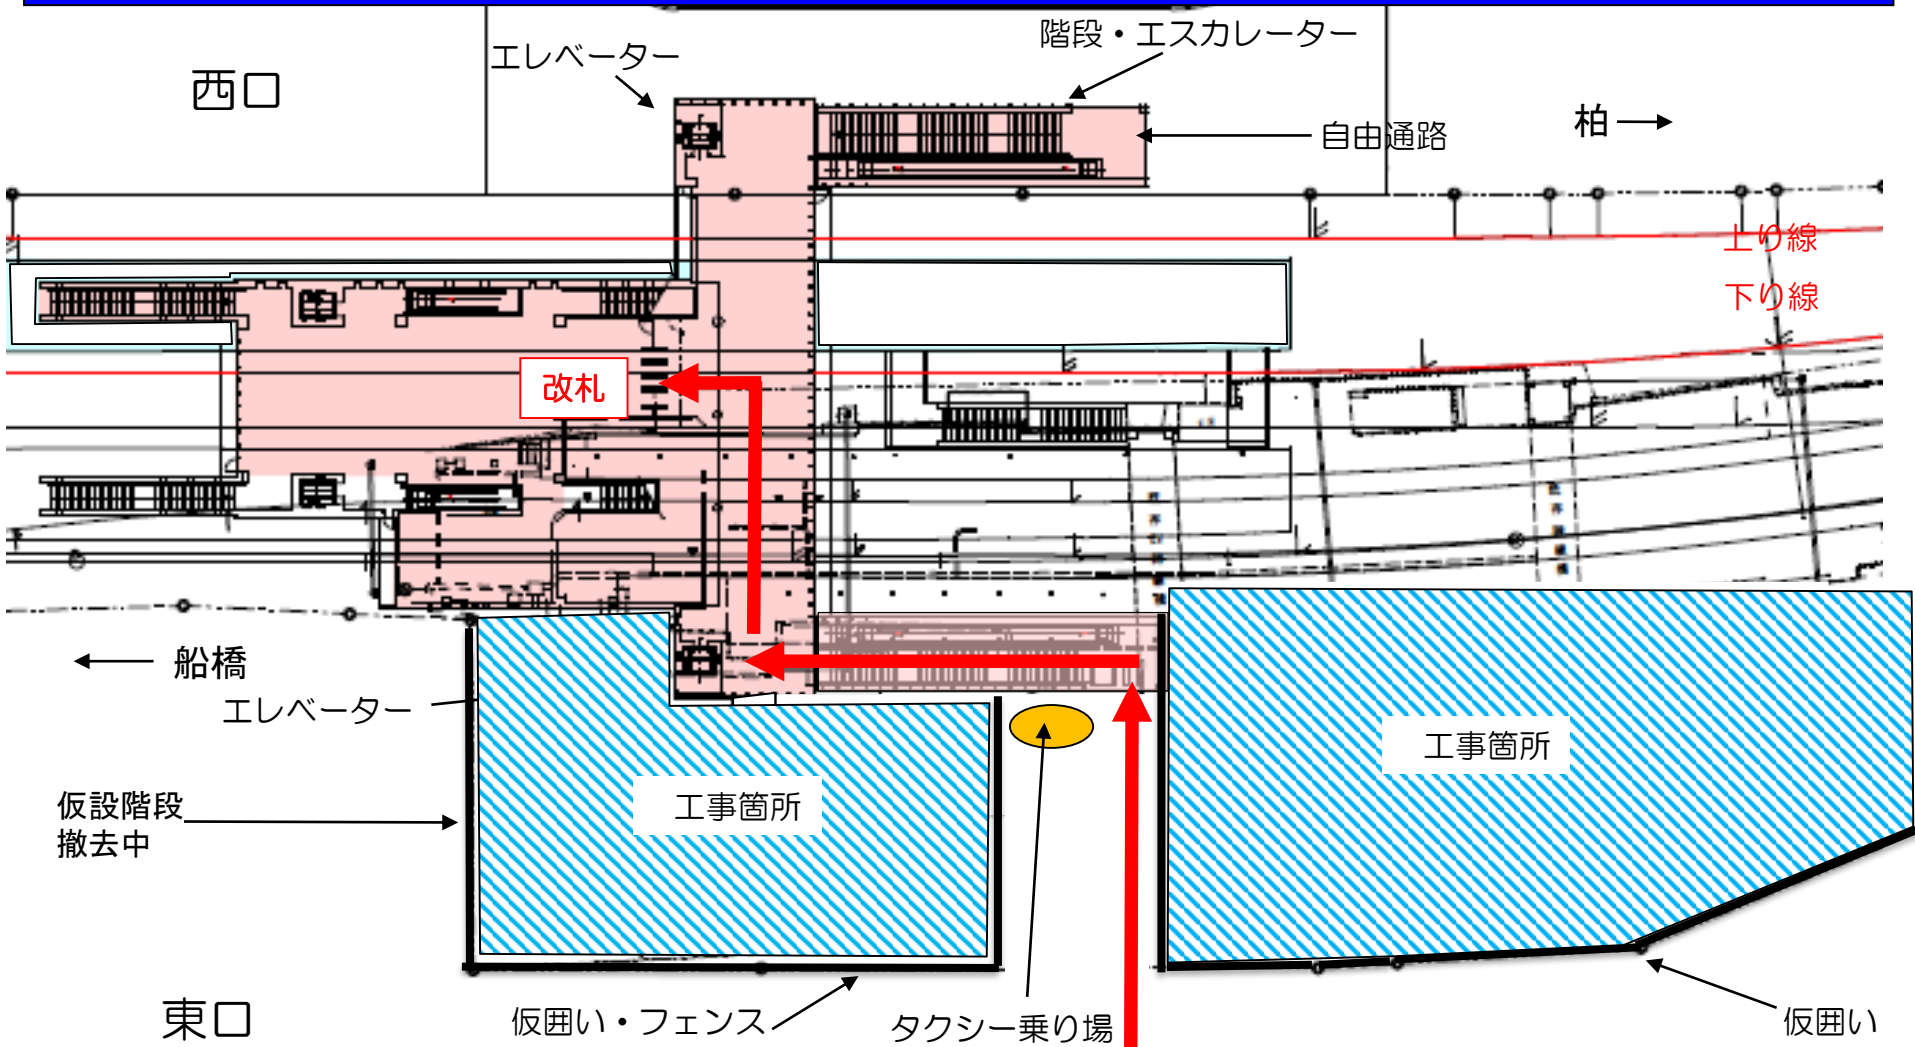 階段・エスカレーター
エレベーター
西口
柏
自由通路
上り線
下り線
改札
船橋
エレベーター
工事箇所
仮設階段
撤去中
工事箇所
東口
仮囲い・フェンス
タクシー乗り場
仮囲い